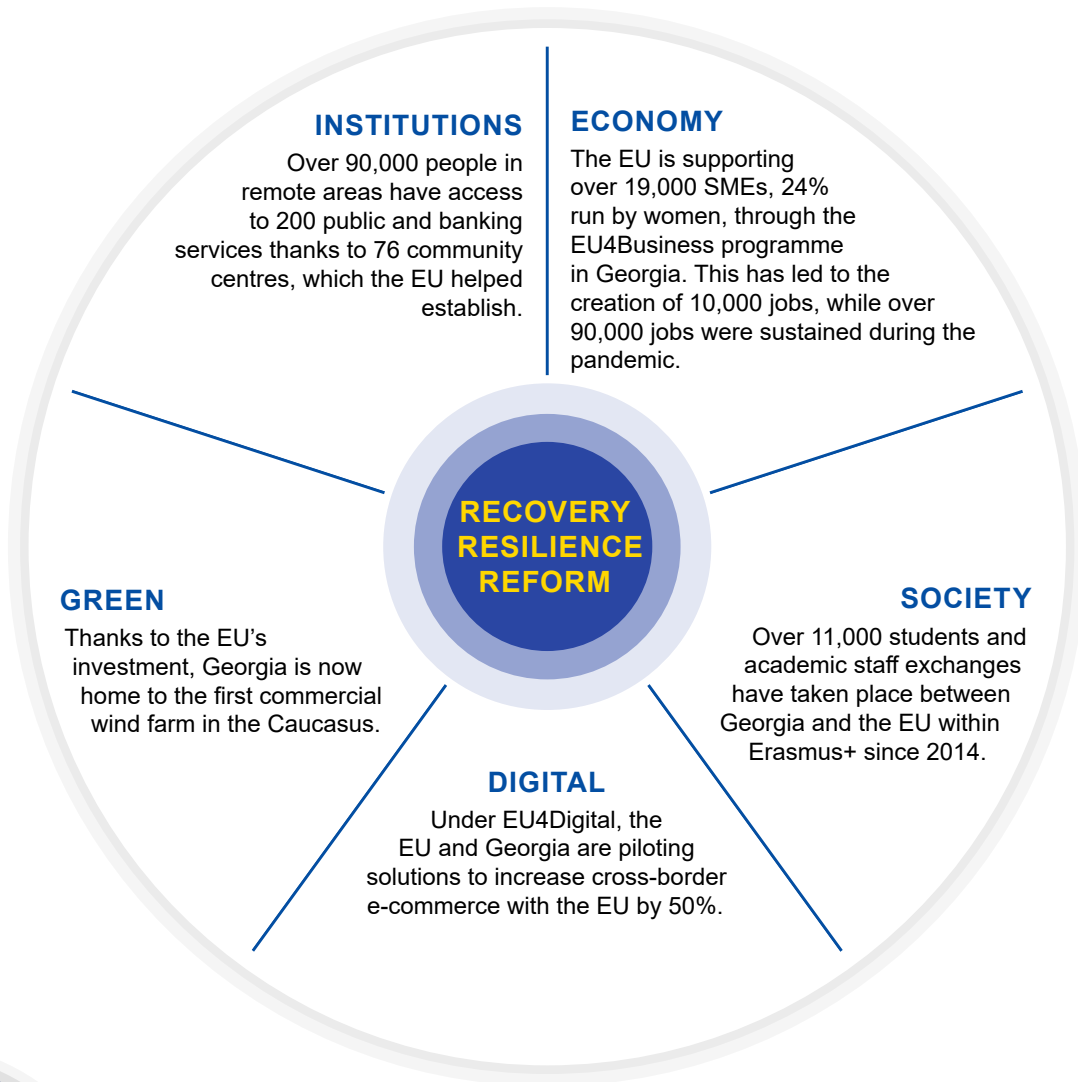 INSTITUTIONS
Over 90,000 people in
remote areas have access
to 200 public and banking
services thanks to 76 community
centres, which the EU helped
establish.
ECONOMY
The EU is supporting
over 19,000 SMEs, 24%
run by women, through the
EU4Business programme
in Georgia. This has led to the
creation of 10,000 jobs, while over
90,000 jobs were sustained during the
pandemic.
RECOVERY
RESILIENCE
REFORM
GREEN
Thanks to the EU’s
investment, Georgia is now
home to the first commercial
wind farm in the Caucasus.
SOCIETY
Over 11,000 students and
academic staff exchanges
have taken place between
Georgia and the EU within
Erasmus+ since 2014.
DIGITAL
Under EU4Digital, the
EU and Georgia are piloting
solutions to increase cross-border
e-commerce with the EU by 50%.